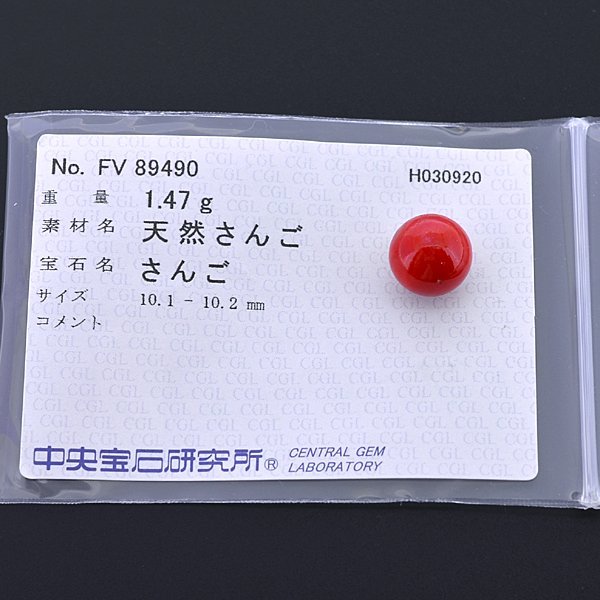 No. FV 89490
H030920
重量 1.47 g
素材名 天然さんご
宝石名 さんご
サイズ 10.1 - 10.2 mm
コメント
中央宝石研究所® CENTRAL GEM
LABORATORY